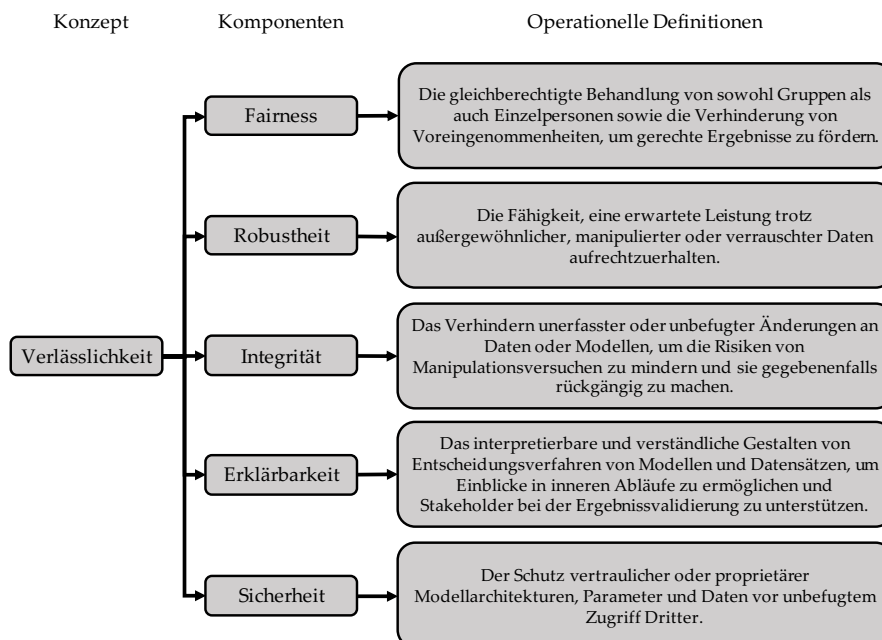 Konzept
Komponenten
Operationelle Definitionen
Verlässlichkeit
Fairness
Die gleichberechtigte Behandlung von sowohl Gruppen als
auch Einzelpersonen sowie die Verhinderung von
Voreingenommenheiten, um gerechte Ergebnisse zu fördern.
Robustheit
Die Fähigkeit, eine erwartete Leistung trotz
außergewöhnlicher, manipulierter oder verrauschter Daten
aufrechtzuerhalten.
Integrität
Das Verhindern unerfasster oder unbefugter Änderungen an
Daten oder Modellen, um die Risiken von
Manipulationsversuchen zu mindern und sie gegebenenfalls
rückgängig zu machen.
Erklärbarkeit
Das interpretierbare und verständliche Gestalten von
Entscheidungsverfahren von Modellen und Datensätzen, um
Einblicke in inneren Abläufe zu ermöglichen und
Stakeholder bei der Ergebnissvalidierung zu unterstützen.
Sicherheit
Der Schutz vertraulicher oder proprietärer
Modellarchitekturen, Parameter und Daten vor unbefugtem
Zugriff Dritter.